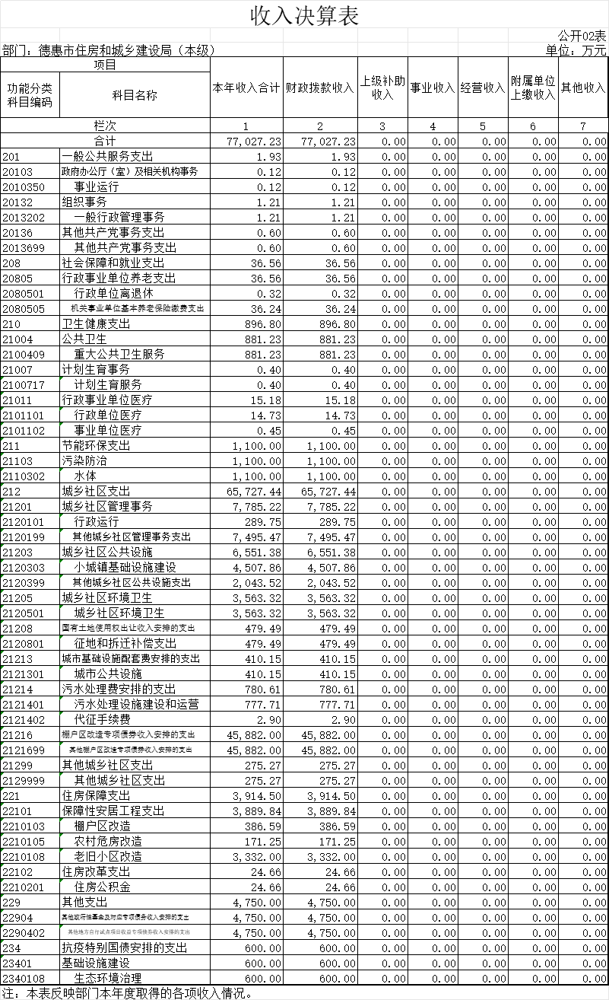 收入决算表
公开02表
部门：德惠市住房和城乡建设局（本级） 单位：万元
项目 本年收入合计 财政拨款收入 上级补助收入 事业收入 经营收入 附属单位上缴收入 其他收入
功能分类科目编码 科目名称
栏次 1 2 3 4 5 6 7
合计 77,027.23 77,027.23 0.00 0.00 0.00 0.00 0.00
201 一般公共服务支出 1.93 1.93 0.00 0.00 0.00 0.00 0.00
20103 政府办公厅（室）及相关机构事务 0.12 0.12 0.00 0.00 0.00 0.00 0.00
2010350 事业运行 0.12 0.12 0.00 0.00 0.00 0.00 0.00
20132 组织事务 1.21 1.21 0.00 0.00 0.00 0.00 0.00
2013202 一般行政管理事务 1.21 1.21 0.00 0.00 0.00 0.00 0.00
20136 其他共产党事务支出 0.60 0.60 0.00 0.00 0.00 0.00 0.00
2013699 其他共产党事务支出 0.60 0.60 0.00 0.00 0.00 0.00 0.00
208 社会保障和就业支出 36.56 36.56 0.00 0.00 0.00 0.00 0.00
20805 行政事业单位养老支出 36.56 36.56 0.00 0.00 0.00 0.00 0.00
2080501 行政单位离退休 0.32 0.32 0.00 0.00 0.00 0.00 0.00
2080505 机关事业单位基本养老保险缴费支出 36.24 36.24 0.00 0.00 0.00 0.00 0.00
210 卫生健康支出 896.80 896.80 0.00 0.00 0.00 0.00 0.00
21004 公共卫生 881.23 881.23 0.00 0.00 0.00 0.00 0.00
2100409 重大公共卫生服务 881.23 881.23 0.00 0.00 0.00 0.00 0.00
21007 计划生育事务 0.40 0.40 0.00 0.00 0.00 0.00 0.00
2100717 计划生育服务 0.40 0.40 0.00 0.00 0.00 0.00 0.00
21011 行政事业单位医疗 15.18 15.18 0.00 0.00 0.00 0.00 0.00
2101101 行政单位医疗 14.73 14.73 0.00 0.00 0.00 0.00 0.00
2101102 事业单位医疗 0.45 0.45 0.00 0.00 0.00 0.00 0.00
211 节能环保支出 1,100.00 1,100.00 0.00 0.00 0.00 0.00 0.00
21103 污染防治 1,100.00 1,100.00 0.00 0.00 0.00 0.00 0.00
2110302 水体 1,100.00 1,100.00 0.00 0.00 0.00 0.00 0.00
212 城乡社区支出 65,727.44 65,727.44 0.00 0.00 0.00 0.00 0.00
21201 城乡社区管理事务 7,785.22 7,785.22 0.00 0.00 0.00 0.00 0.00
2120101 行政运行 289.75 289.75 0.00 0.00 0.00 0.00 0.00
2120199 其他城乡社区管理事务支出 7,495.47 7,495.47 0.00 0.00 0.00 0.00 0.00
21203 城乡社区公共设施 6,551.38 6,551.38 0.00 0.00 0.00 0.00 0.00
2120303 小城镇基础设施建设 4,507.86 4,507.86 0.00 0.00 0.00 0.00 0.00
2120399 其他城乡社区公共设施支出 2,043.52 2,043.52 0.00 0.00 0.00 0.00 0.00
21205 城乡社区环境卫生 3,563.32 3,563.32 0.00 0.00 0.00 0.00 0.00
2120501 城乡社区环境卫生 3,563.32 3,563.32 0.00 0.00 0.00 0.00 0.00
21208 国有土地使用权出让收入安排的支出 479.49 479.49 0.00 0.00 0.00 0.00 0.00
2120801 征地和拆迁补偿支出 479.49 479.49 0.00 0.00 0.00 0.00 0.00
21213 城市基础设施配套费安排的支出 410.15 410.15 0.00 0.00 0.00 0.00 0.00
2121301 城市公共设施 410.15 410.15 0.00 0.00 0.00 0.00 0.00
21214 污水处理费安排的支出 780.61 780.61 0.00 0.00 0.00 0.00 0.00
2121401 污水处理设施建设和运营 777.71 777.71 0.00 0.00 0.00 0.00 0.00
2121402 代征手续费 2.90 2.90 0.00 0.00 0.00 0.00 0.00
21216 棚户区改造专项债券收入安排的支出 45,882.00 45,882.00 0.00 0.00 0.00 0.00 0.00
2121699 其他棚户区改造专项债券收入安排的支出 45,882.00 45,882.00 0.00 0.00 0.00 0.00 0.00
21299 其他城乡社区支出 275.27 275.27 0.00 0.00 0.00 0.00 0.00
2129999 其他城乡社区支出 275.27 275.27 0.00 0.00 0.00 0.00 0.00
221 住房保障支出 3,914.50 3,914.50 0.00 0.00 0.00 0.00 0.00
22101 保障性安居工程支出 3,889.84 3,889.84 0.00 0.00 0.00 0.00 0.00
2210103 棚户区改造 386.59 386.59 0.00 0.00 0.00 0.00 0.00
2210105 农村危房改造 171.25 171.25 0.00 0.00 0.00 0.00 0.00
2210108 老旧小区改造 3,332.00 3,332.00 0.00 0.00 0.00 0.00 0.00
22102 住房改革支出 24.66 24.66 0.00 0.00 0.00 0.00 0.00
2210201 住房公积金 24.66 24.66 0.00 0.00 0.00 0.00 0.00
229 其他支出 4,750.00 4,750.00 0.00 0.00 0.00 0.00 0.00
22904 其他政府性基金及对应专项债务收入安排的支出 4,750.00 4,750.00 0.00 0.00 0.00 0.00 0.00
2290402 其他地方自行试点项目收益专项债券收入安排的支出 4,750.00 4,750.00 0.00 0.00 0.00 0.00 0.00
234 抗疫特别国债安排的支出 600.00 600.00 0.00 0.00 0.00 0.00 0.00
23401 基础设施建设 600.00 600.00 0.00 0.00 0.00 0.00 0.00
2340108 生态环境治理 600.00 600.00 0.00 0.00 0.00 0.00 0.00
注：本表反映部门本年度取得的各项收入情况。